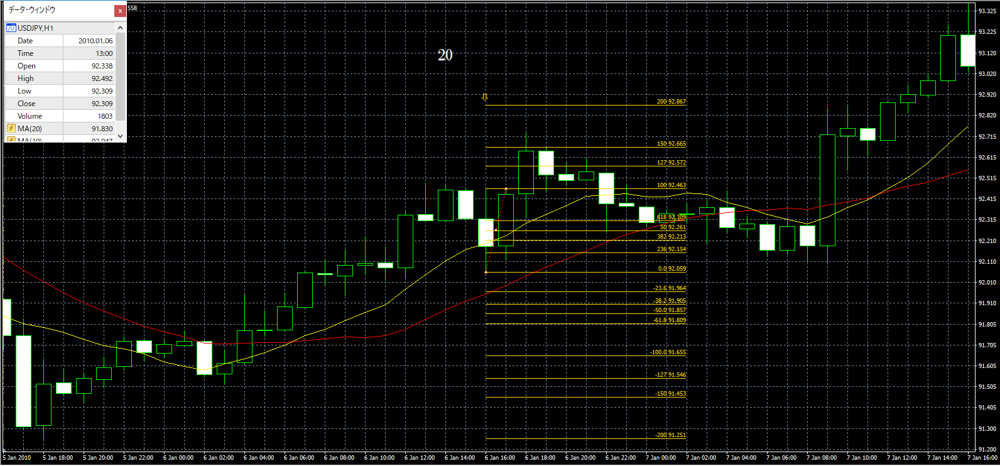 データ・ウィンドウ
558
USDJPY,H1
Date 2010.01.06
Time 13:00
Open 92.338
High 92.492
Low 92.309
Close 92.309
Volume 1803
MA(20) 91.830
MA(10) 92.047
20
200 92.867
150 92.665
127 92.572
100 92.463
618 92.309
50 92.261
382 92.213
236 92.154
0.0 92.059
-23.6 91.964
-38.2 91.905
-50.0 91.857
-61.8 91.809
-100.0 91.655
-127 91.546
-150 91.453
-200 91.251
93.325
93.225
93.120
93.020
92.920
92.820
92.715
92.615
92.515
92.415
92.315
92.210
92.110
92.010
91.910
91.805
91.705
91.605
91.505
91.405
91.300
91.200
5 Jan 2010
5 Jan 18:00
5 Jan 20:00
5 Jan 22:00
6 Jan 00:00
6 Jan 02:00
6 Jan 04:00
6 Jan 06:00
6 Jan 08:00
6 Jan 10:00
6 Jan 12:00
6 Jan 14:00
6 Jan 16:00
6 Jan 18:00
6 Jan 20:00
6 Jan 22:00
7 Jan 00:00
7 Jan 02:00
7 Jan 04:00
7 Jan 06:00
7 Jan 08:00
7 Jan 10:00
7 Jan 12:00
7 Jan 14:00
7 Jan 16:00